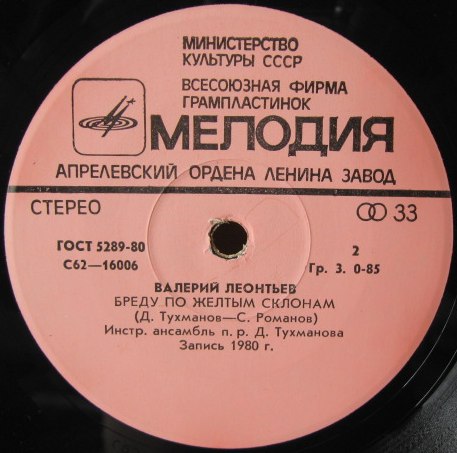 МИНИСТЕРСТВО
КУЛЬТУРЫ СССР
ВСЕСОЮЗНАЯ ФИРМА
ГРАМПЛАСТИНОК
МЕЛОДИЯ
АПРЕЛЕВСКИЙ ОРДЕНА ЛЕНИНА ЗАВОД
СТЕРЕО
33
ГОСТ 5289-80
С62—16006
2
Гр. 3. 0-85
ВАЛЕРИЙ ЛЕОНТЬЕВ
БРЕДУ ПО ЖЕЛТЫМ СКЛОНАМ
(Д. Тухманов—С. Романов)
Инстр. ансамбль п. р. Д. Тухманова
Запись 1980 г.